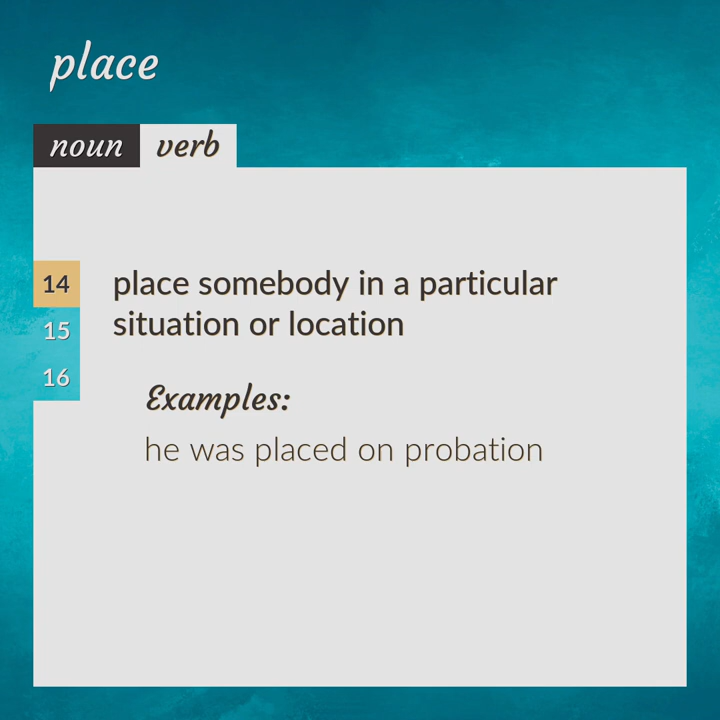 place
noun verb
14 place somebody in a particular
situation or location
15
16
Examples:
he was placed on probation